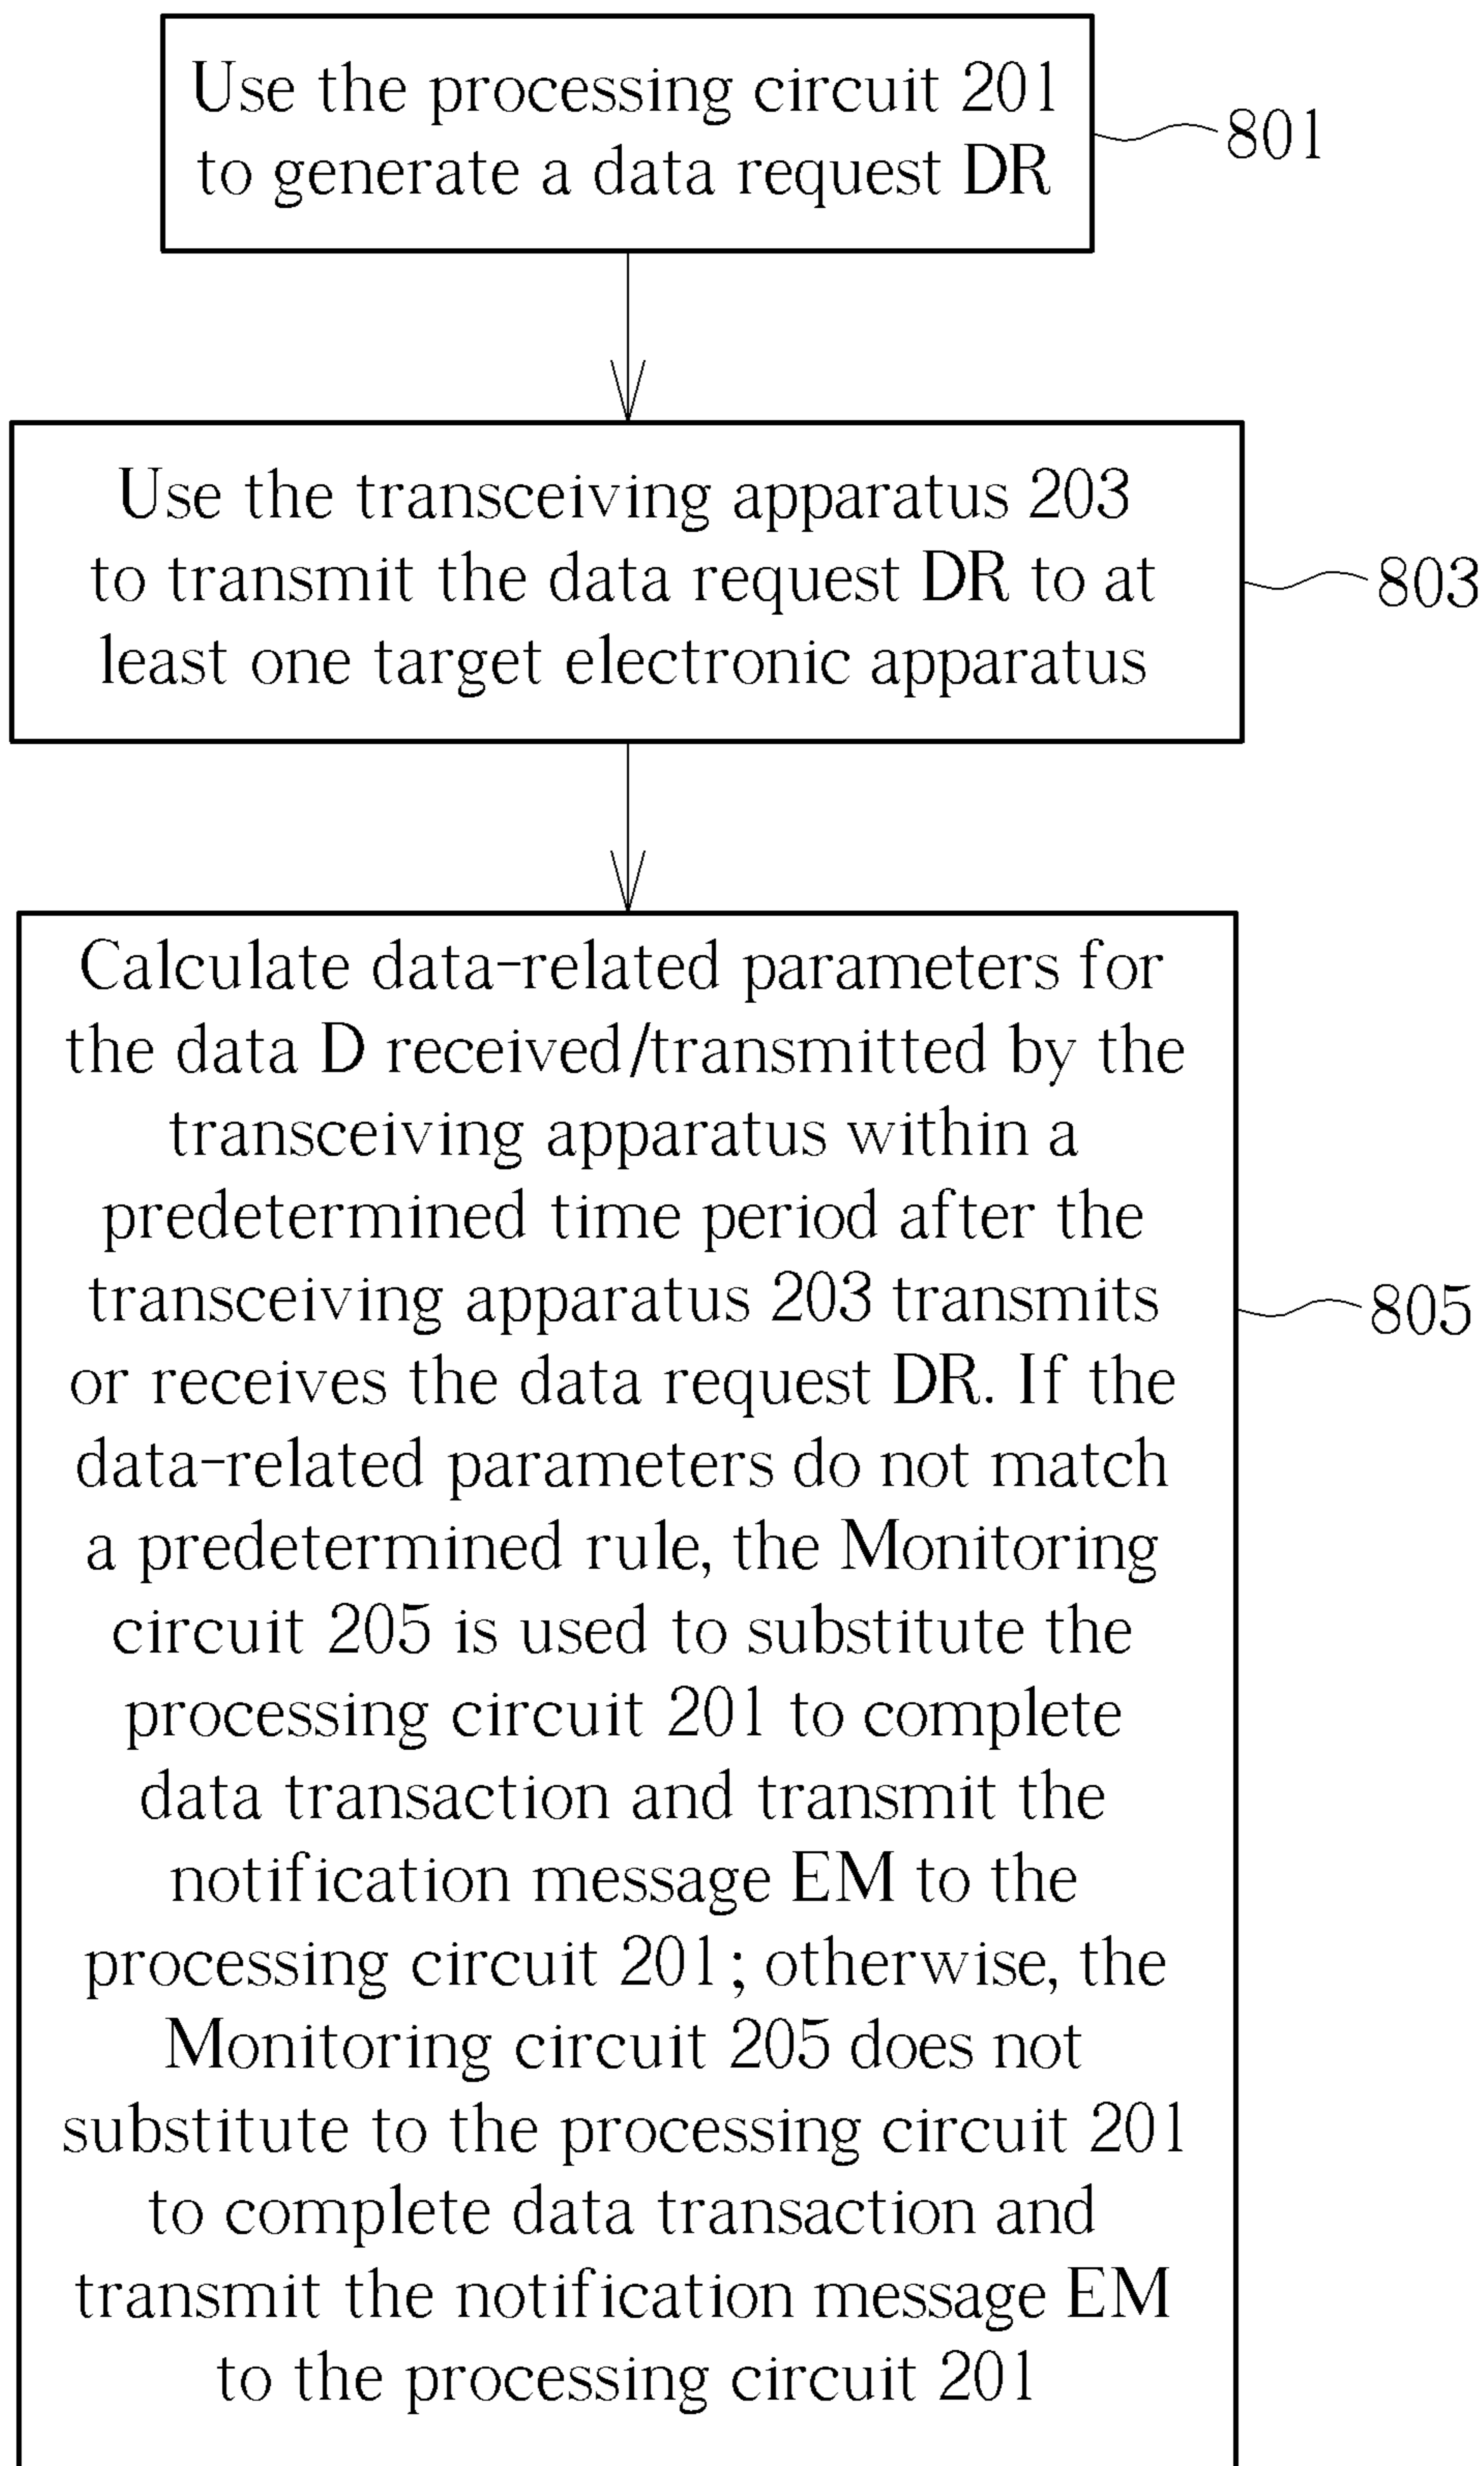 Use the processing circuit 201
to generate a data request DR
801
Use the transceiving apparatus 203
to transmit the data request DR to at
least one target electronic apparatus
803
Calculate data-related parameters for
the data D received/transmitted by the
transceiving apparatus within a
predetermined time period after the
transceiving apparatus 203 transmits
or receives the data request DR. If the
data-related parameters do not match
a predetermined rule, the Monitoring
circuit 205 is used to substitute the
processing circuit 201 to complete
data transaction and transmit the
notification message EM to the
processing circuit 201; otherwise, the
Monitoring circuit 205 does not
substitute to the processing circuit 201
to complete data transaction and
transmit the notification message EM
to the processing circuit 201
805